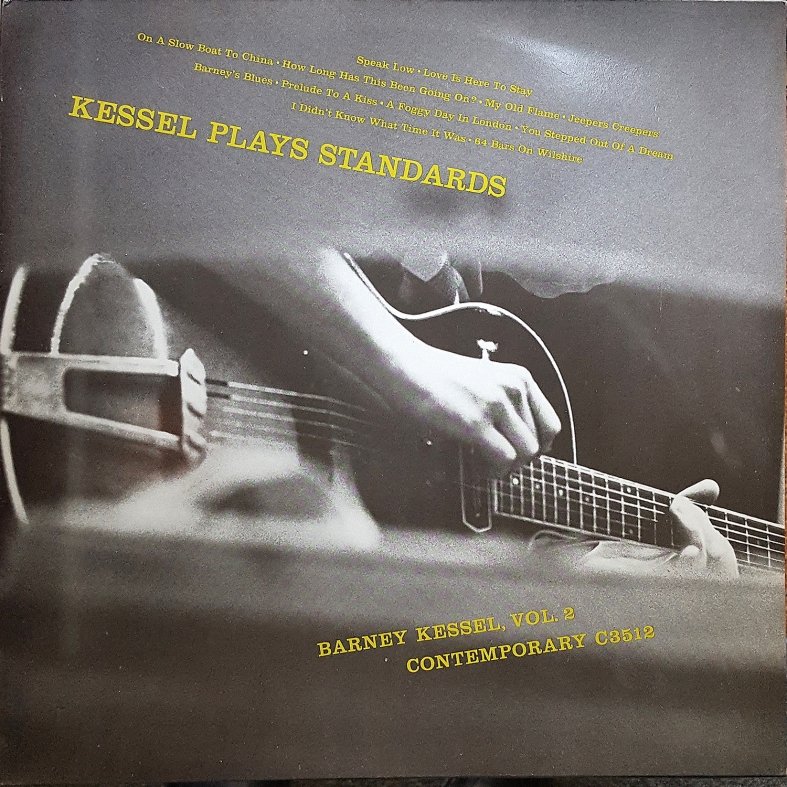 Speak Low • Love Is Here To Stay
On A Slow Boat To China • How Long Has This Been Going On? • My Old Flame • Jeepers Creepers
Barney's Blues • Prelude To A Kiss • A Foggy Day In London • You Stepped Out Of A Dream
I Didn't Know What Time It Was • 64 Bars On Wilshire
KESSEL PLAYS STANDARDS
BARNEY KESSEL, VOL. 2
CONTEMPORARY C3512